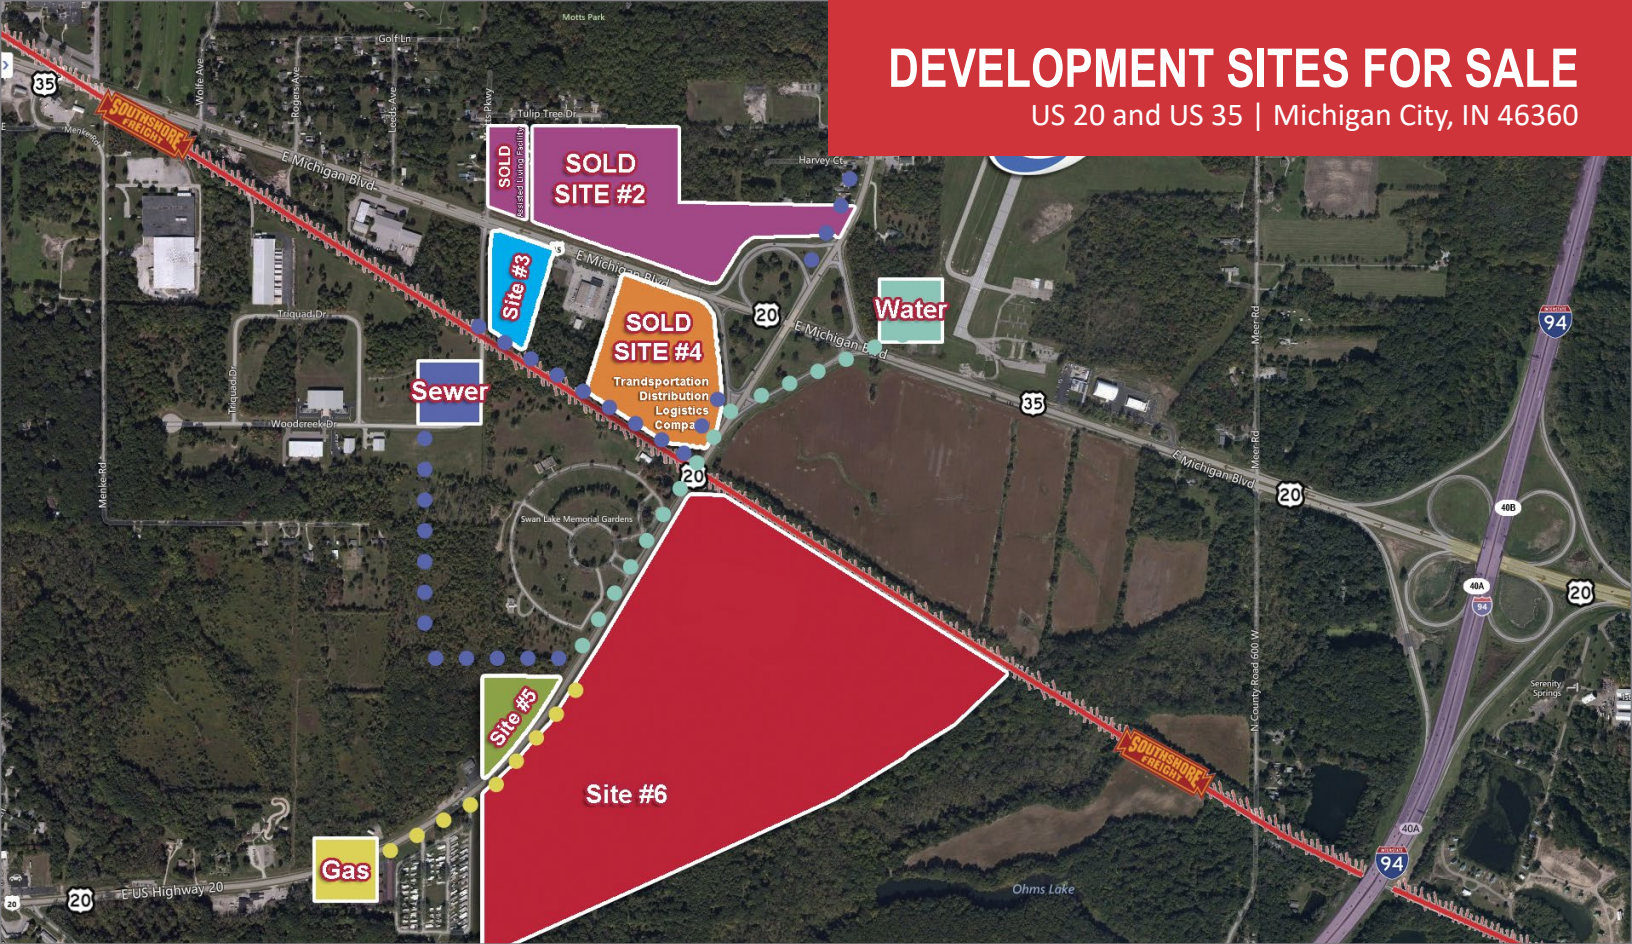 DEVELOPMENT SITES FOR SALE
US 20 and US 35 | Michigan City, IN 46360
Motts Park
Golf Ln
35
Wolfe Ave
Rogers Ave
Leeds Ave
Pkwy
Tulip Tree Dr
SOUTHSHORE
FREIGHT
Menke Rd
E Michigan Blvd
SOLD
Assisted Living Facility
SOLD
SITE #2
Harvey Ct
Site #3
E Michigan Blvd
SOLD
SITE #4
Trandsportation
Distribution
Logistics
Compa
20
E Michigan Blvd
Water
Meer Rd
94
Triquad Dr
Triquad Dr
Sewer
Woodcreek Dr
35
Meer Rd
E Michigan Blvd
20
40B
Menke Rd
20
Swan Lake Memorial Gardens
40A
94
20
N County Road 600 W
Site #5
Serenity
Springs
SOUTHSHORE
FREIGHT
Site #6
40A
94
Gas
E US Highway 20
20
20
Ohms Lake